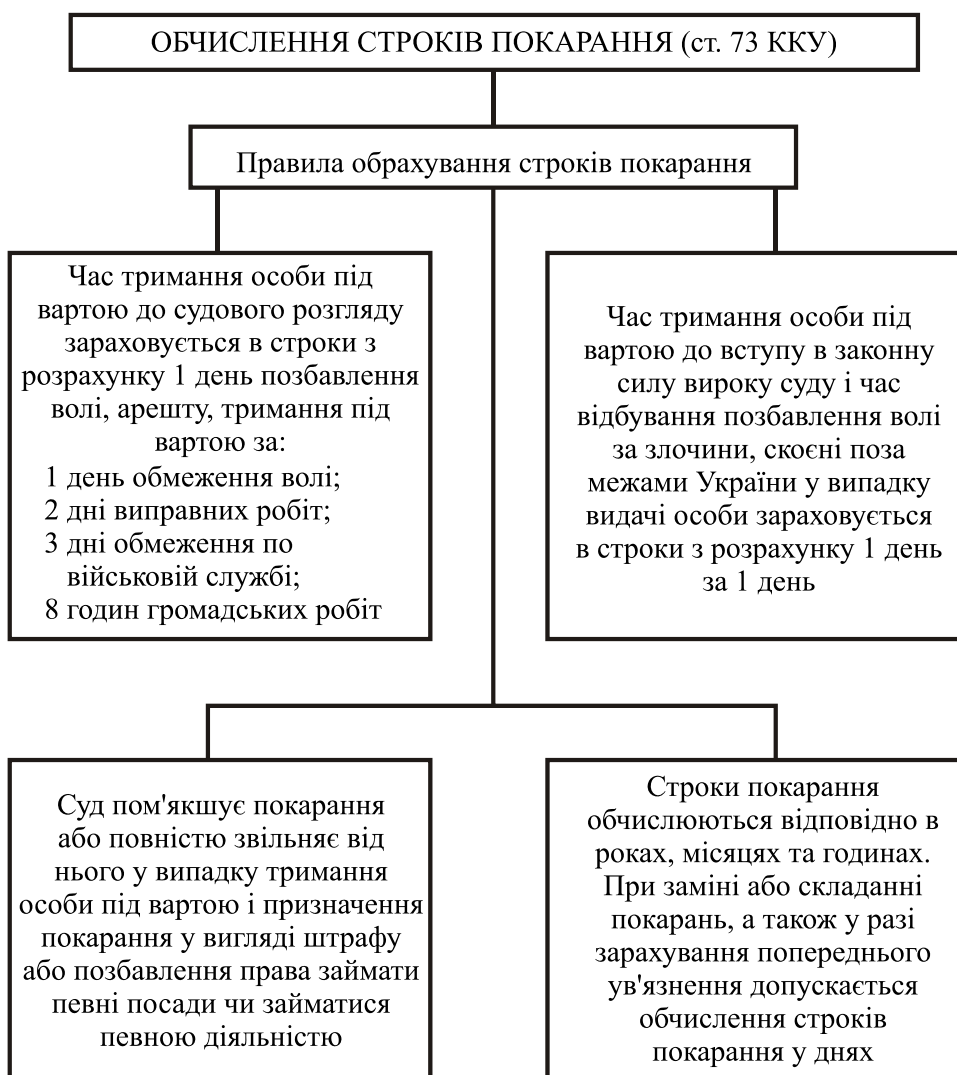 ОБЧИСЛЕННЯ СТРОКІВ ПОКАРАННЯ (ст. 73 ККУ)
Правила обрахування строків покарання
Час тримання особи під
вартою до судового розгляду
зараховується в строки з
розрахунку 1 день позбавлення
волі, арешту, тримання під
вартою за:
1 день обмеження волі;
2 дні виправних робіт;
3 дні обмеження по
військовій службі;
8 годин громадських робіт
Час тримання особи під
вартою до вступу в законну
силу вироку суду і час
відбування позбавлення волі
за злочини, скоєні поза
межами України у випадку
видачі особи зараховується
в строки з розрахунку 1 день
за 1 день
Суд пом'якшує покарання
або повністю звільняє від
нього у випадку тримання
особи під вартою і призначення
покарання у вигляді штрафу
або позбавлення права займати
певні посади чи займатися
певною діяльністю
Строки покарання
обчислюються відповідно в
роках, місяцях та годинах.
При заміні або складанні
покарань, а також у разі
зарахування попереднього
ув'язнення допускається
обчислення строків
покарання у днях